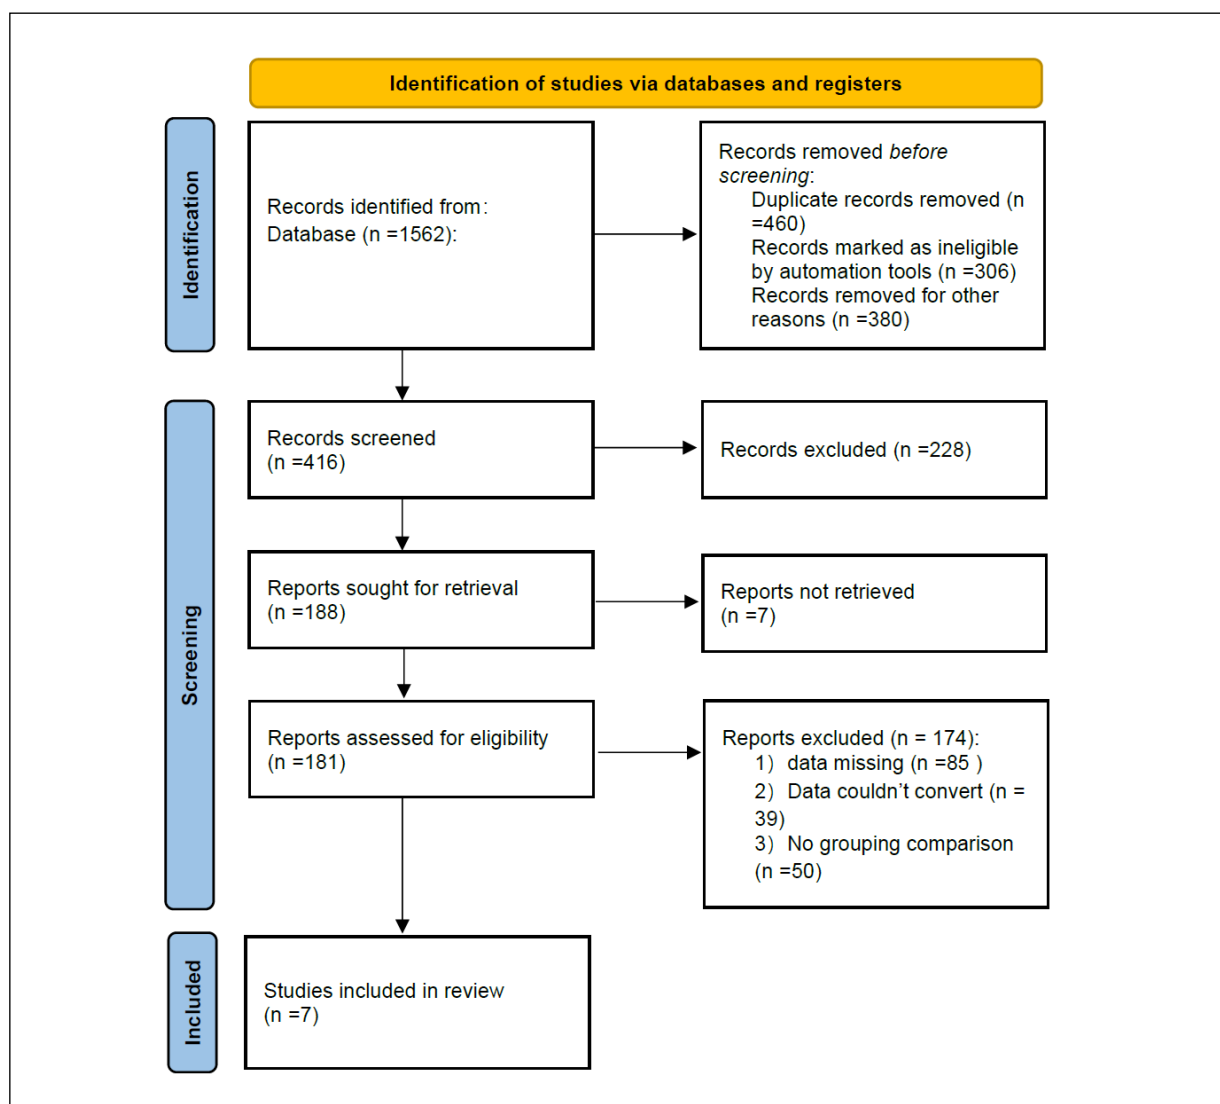 Identification of studies via databases and registers
Identification
Records identified from:
Database (n =1562):
Records removed before
screening:
Duplicate records removed (n
=460)
Records marked as ineligible
by automation tools (n =306)
Records removed for other
reasons (n =380)
Screening
Records screened
(n =416)
Records excluded (n =228)
Reports sought for retrieval
(n =188)
Reports not retrieved
(n =7)
Reports assessed for eligibility
(n =181)
Reports excluded (n = 174):
1）data missing (n =85 )
2）Data couldn’t convert (n =
39)
3）No grouping comparison
(n =50)
Included
Studies included in review
(n =7)